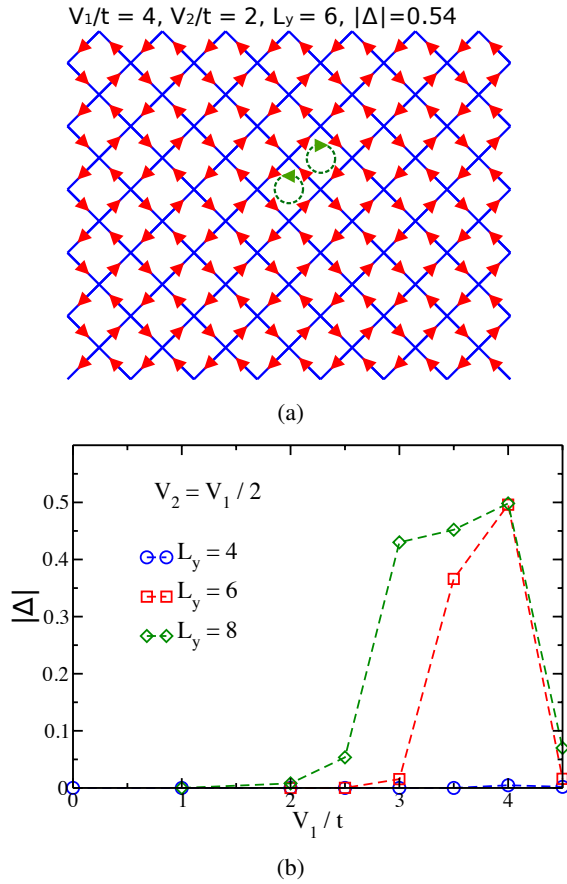 V₁/t = 4, V₂/t = 2, Lᵧ = 6, |Δ|=0.54
(a)
V₂ = V₁ / 2
Lᵧ = 4
Lᵧ = 6
Lᵧ = 8
|Δ|
0.5
0.4
0.3
0.2
0.1
0
0 1 2 3 4
V₁ / t
(b)